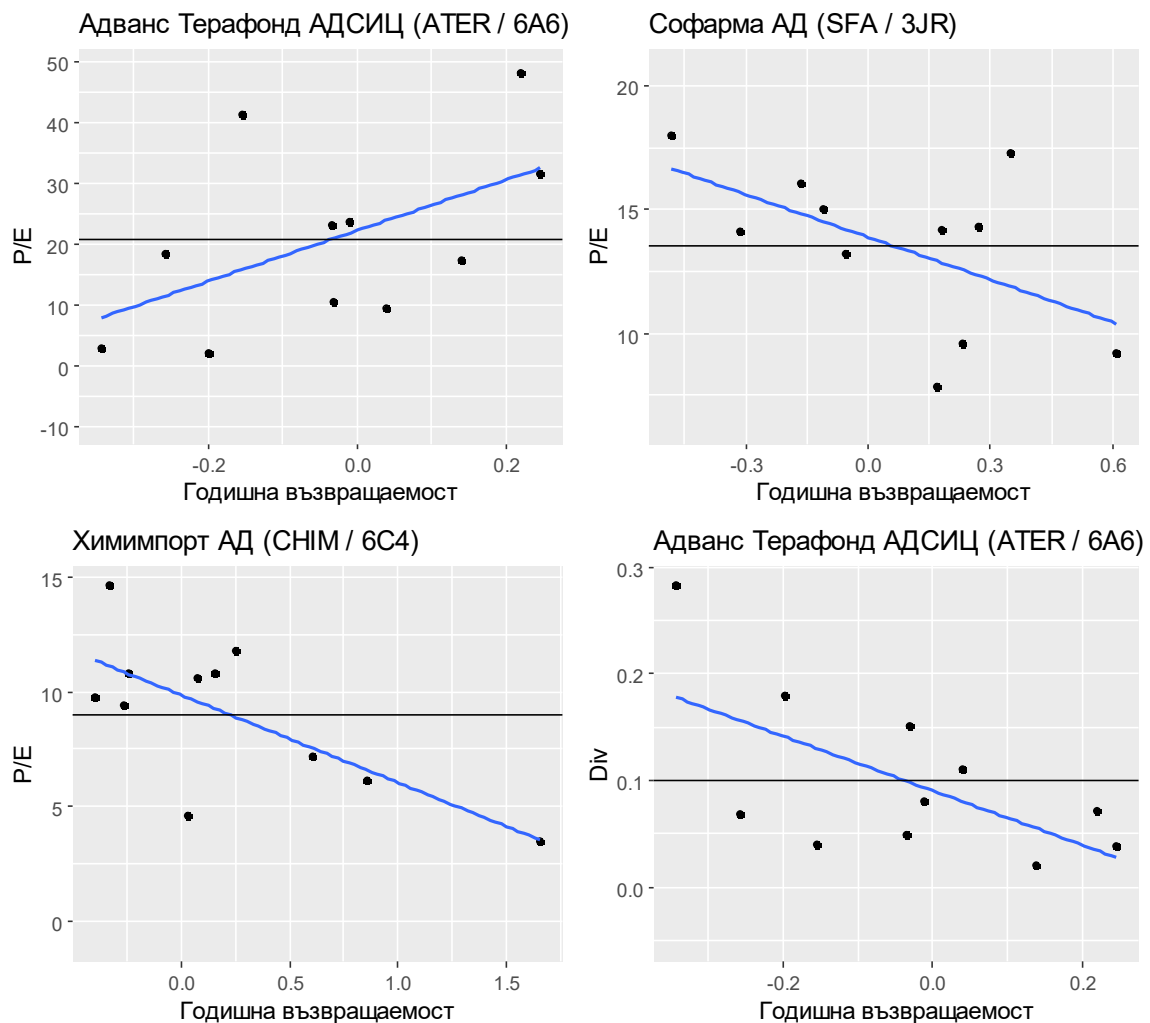 Адванс Терафонд АДСИЦ (ATER / 6A6)
50
40
30
20
10
0
-10
P/E
-0.2
0.0
0.2
Годишна възвращаемост
Софарма АД (SFA / 3JR)
20
15
10
P/E
-0.3
0.0
0.3
0.6
Годишна възвращаемост
Химимпорт АД (CHIM / 6C4)
15
10
5
0
P/E
0.0
0.5
1.0
1.5
Годишна възвращаемост
Адванс Терафонд АДСИЦ (ATER / 6A6)
0.3
0.2
0.1
0.0
Div
-0.2
0.0
0.2
Годишна възвращаемост